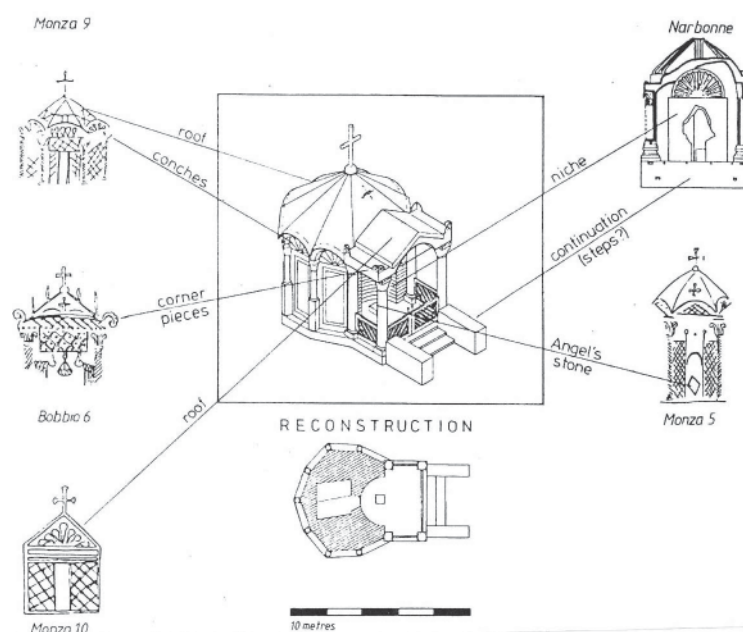 Monza 9
Narbonne
roof
conches
niche
continuation
(steps?)
corner
pieces
Angel's
stone
Bobbio 6
roof
Monza 5
RECONSTRUCTION
Monza 10
10 metres